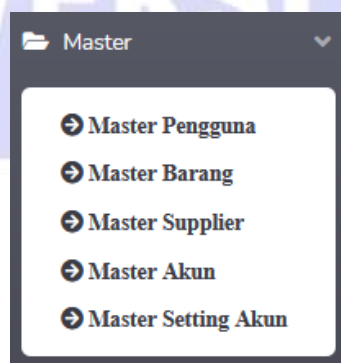 Master
Master Pengguna
Master Barang
Master Supplier
Master Akun
Master Setting Akun